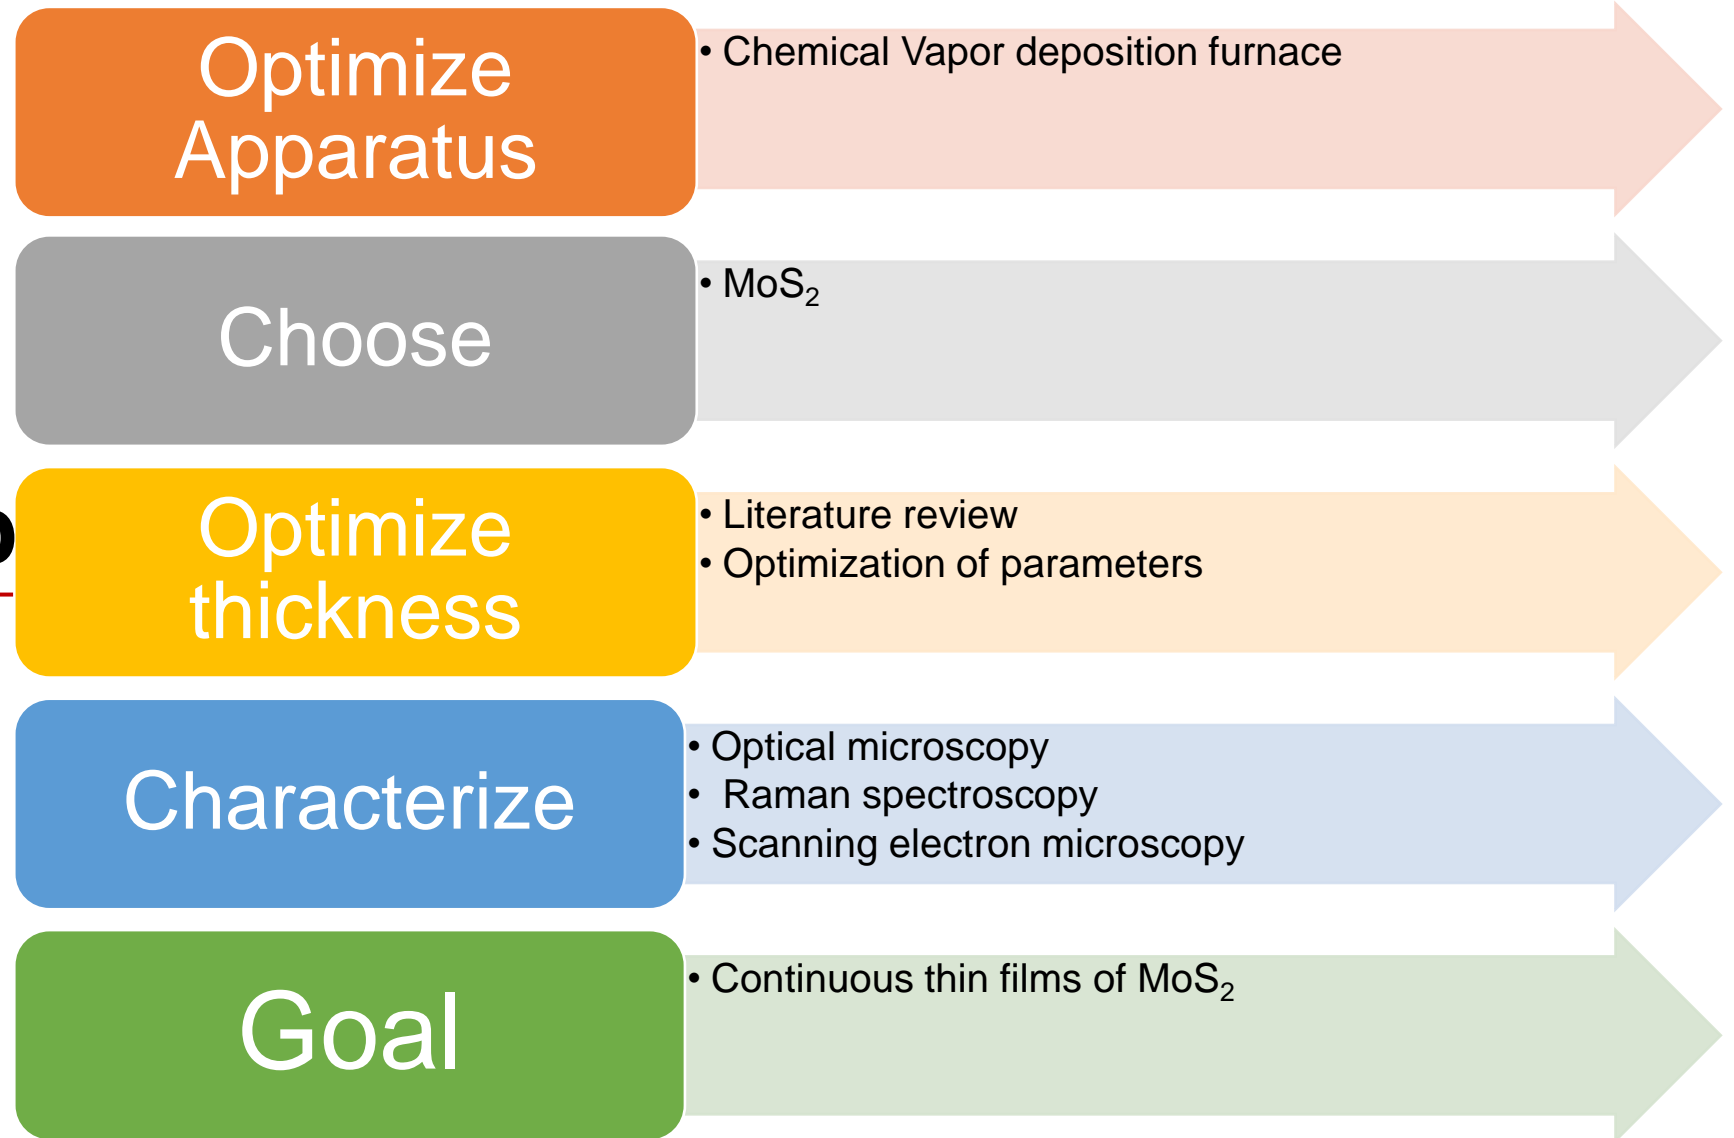 Optimize
Apparatus
• Chemical Vapor deposition furnace
Choose
• MoS₂
Optimize
thickness
• Literature review
• Optimization of parameters
Characterize
• Optical microscopy
• Raman spectroscopy
• Scanning electron microscopy
Goal
• Continuous thin films of MoS₂